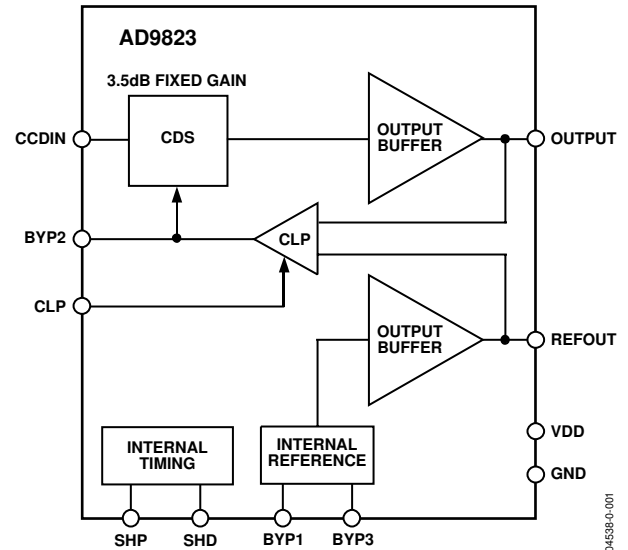 AD9823
3.5dB FIXED GAIN
CCDIN
CDS
OUTPUT
BUFFER
OUTPUT
BYP2
CLP
CLP
OUTPUT
BUFFER
REFOUT
INTERNAL
TIMING
INTERNAL
REFERENCE
VDD
GND
SHP
SHD
BYP1
BYP3
04538-0-001